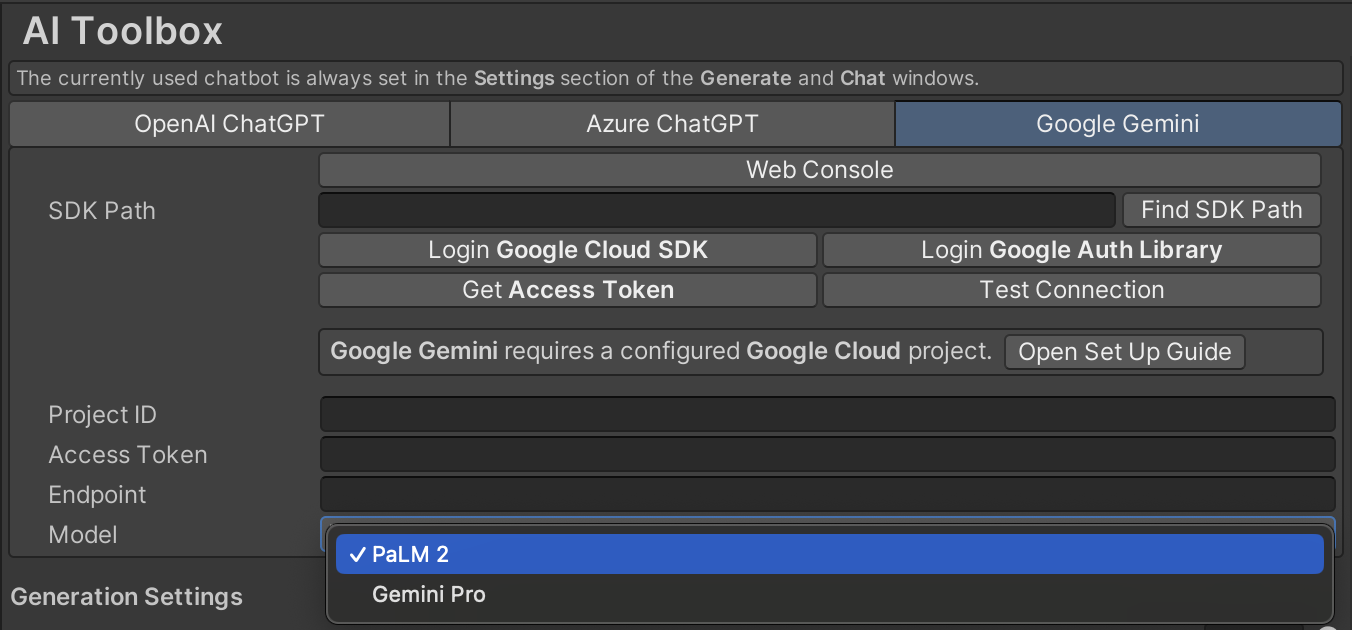 AI Toolbox
The currently used chatbot is always set in the Settings section of the Generate and Chat windows.
OpenAI ChatGPT Azure ChatGPT Google Gemini
Web Console
SDK Path Find SDK Path
Login Google Cloud SDK Login Google Auth Library
Get Access Token Test Connection
Google Gemini requires a configured Google Cloud project. Open Set Up Guide
Project ID
Access Token
Endpoint
Model
✓ PaLM 2
Gemini Pro
Generation Settings